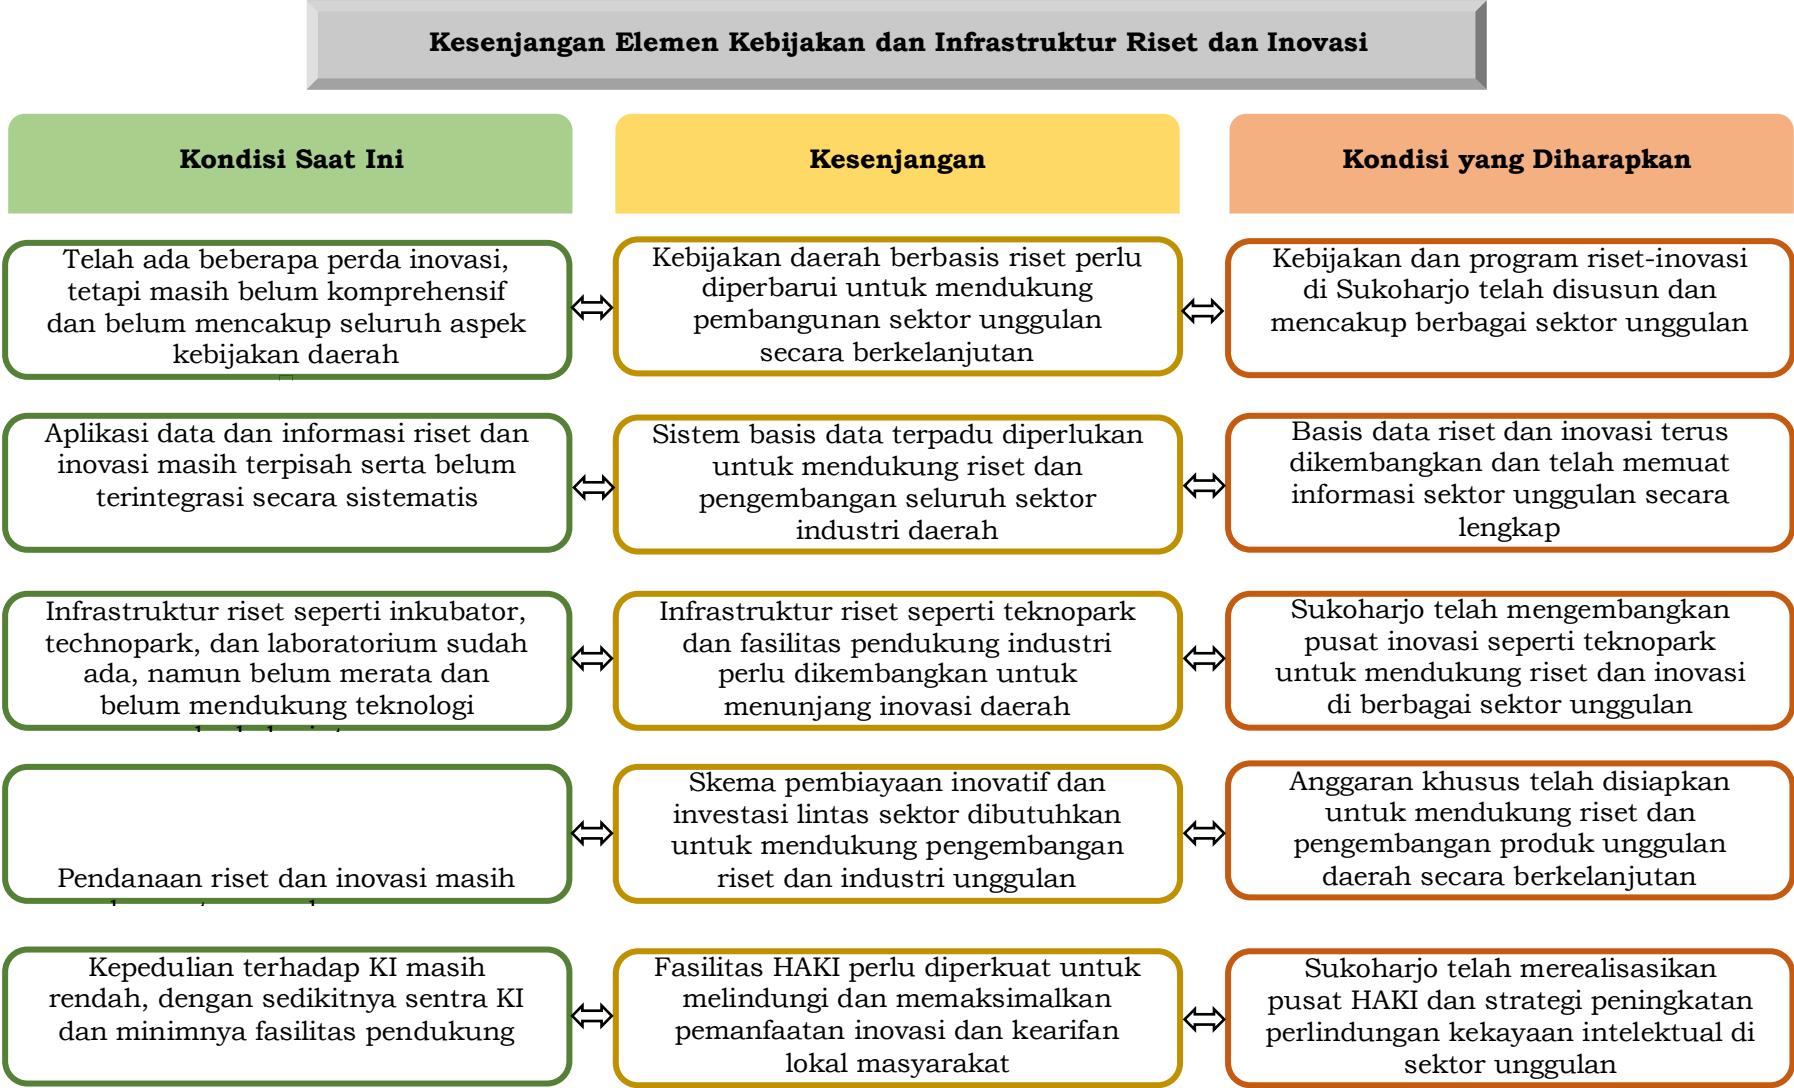 Kesenjangan Elemen Kebijakan dan Infrastruktur Riset dan Inovasi
Kondisi Saat Ini
Kesenjangan
Kondisi yang Diharapkan
Telah ada beberapa perda inovasi,
tetapi masih belum komprehensif
dan belum mencakup seluruh aspek
kebijakan daerah
Kebijakan daerah berbasis riset perlu
diperbarui untuk mendukung
pembangunan sektor unggulan
secara berkelanjutan
Kebijakan dan program riset-inovasi
di Sukoharjo telah disusun dan
mencakup berbagai sektor unggulan
Aplikasi data dan informasi riset dan
inovasi masih terpisah serta belum
terintegrasi secara sistematis
Sistem basis data terpadu diperlukan
untuk mendukung riset dan
pengembangan seluruh sektor
industri daerah
Basis data riset dan inovasi terus
dikembangkan dan telah memuat
informasi sektor unggulan secara
lengkap
Infrastruktur riset seperti inkubator,
technopark, dan laboratorium sudah
ada, namun belum merata dan
belum mendukung teknologi
Infrastruktur riset seperti teknopark
dan fasilitas pendukung industri
perlu dikembangkan untuk
menunjang inovasi daerah
Sukoharjo telah mengembangkan
pusat inovasi seperti teknopark
untuk mendukung riset dan inovasi
di berbagai sektor unggulan
Pendanaan riset dan inovasi masih
Skema pembiayaan inovatif dan
investasi lintas sektor dibutuhkan
untuk mendukung pengembangan
riset dan industri unggulan
Anggaran khusus telah disiapkan
untuk mendukung riset dan
pengembangan produk unggulan
daerah secara berkelanjutan
Kepedulian terhadap KI masih
rendah, dengan sedikitnya sentra KI
dan minimnya fasilitas pendukung
Fasilitas HAKI perlu diperkuat untuk
melindungi dan memaksimalkan
pemanfaatan inovasi dan kearifan
lokal masyarakat
Sukoharjo telah merealisasikan
pusat HAKI dan strategi peningkatan
perlindungan kekayaan intelektual di
sektor unggulan